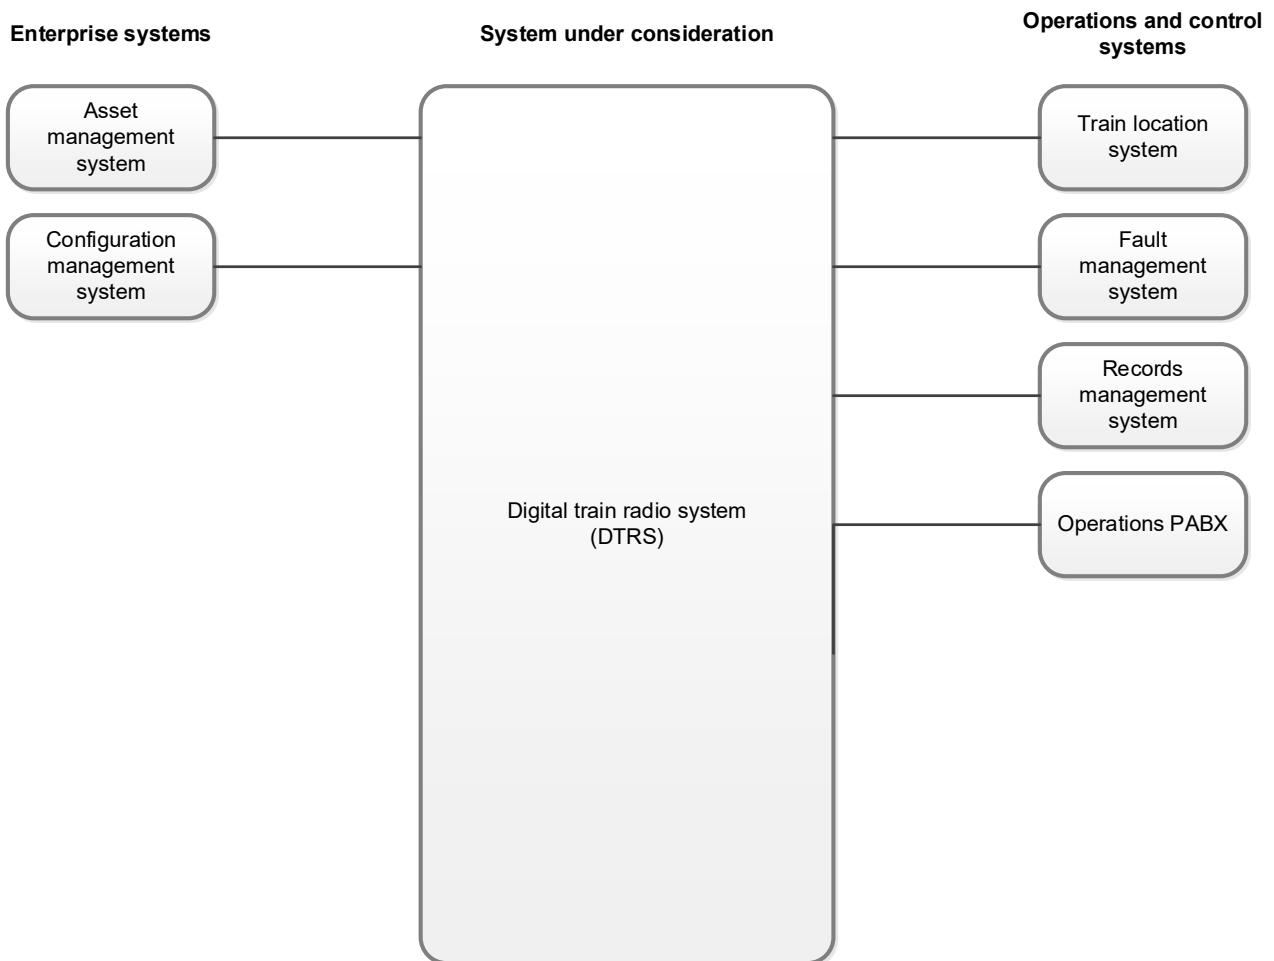 Enterprise systems
System under consideration
Operations and control
systems
Asset
management
system
Configuration
management
system
Digital train radio system
(DTRS)
Train location
system
Fault
management
system
Records
management
system
Operations PABX